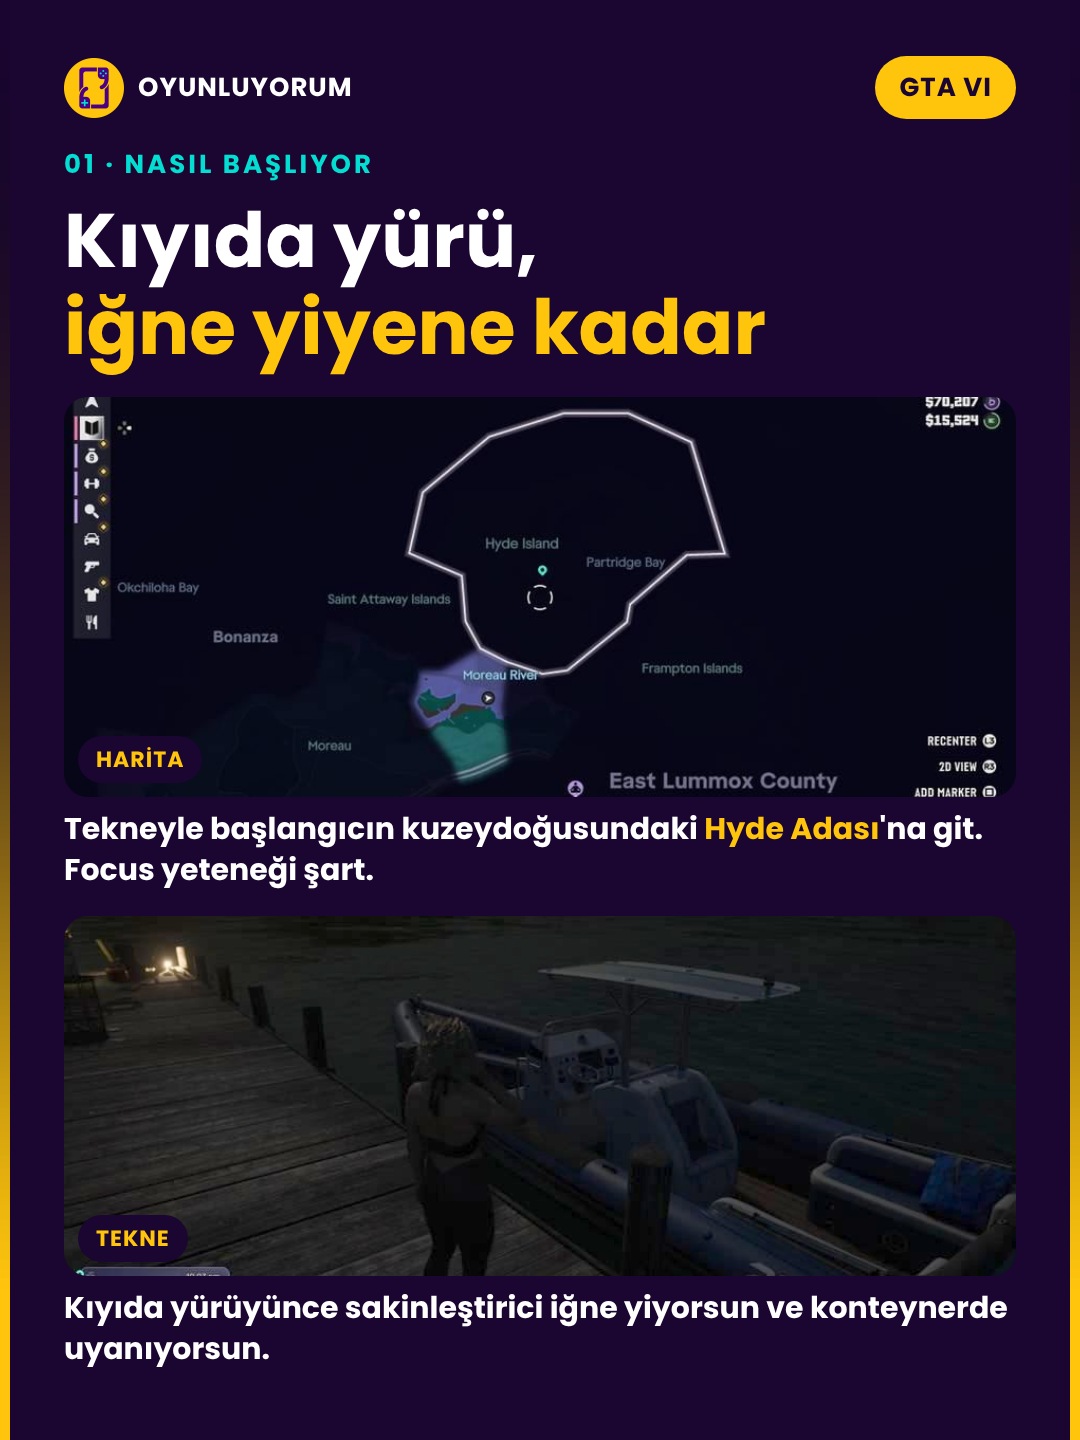 OYUNLUYORUM
GTA VI
01 · NASIL BAŞLIYOR
Kıyıda yürü,
iğne yiyene kadar
$70,207
$15,524
Hyde Island
Partridge Bay
Okchiloha Bay
Saint Attaway Islands
Bonanza
Frampton Islands
Moreau River
Moreau
RECENTER L3
2D VIEW R3
ADD MARKER
East Lummox County
HARİTA
Tekneyle başlangıcın kuzeydoğusundaki Hyde Adası'na git.
Focus yeteneği şart.
TEKNE
Kıyıda yürüyünce sakinleştirici iğne yiyorsun ve konteynerde
uyanıyorsun.